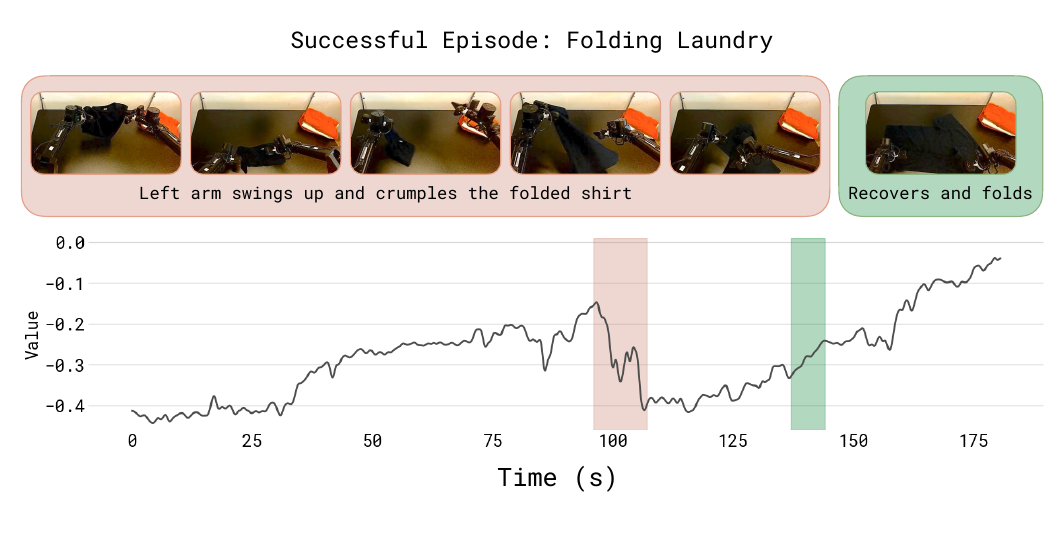 Successful Episode: Folding Laundry
Left arm swings up and crumples the folded shirt
Recovers and folds
Value
0.0
−0.1
−0.2
−0.3
−0.4
0 25 50 75 100 125 150 175
Time (s)